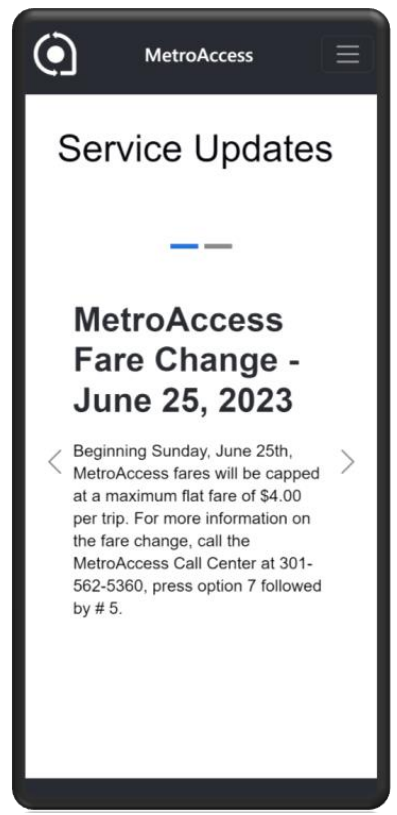 MetroAccess
Service Updates
MetroAccess
Fare Change -
June 25, 2023
Beginning Sunday, June 25th,
MetroAccess fares will be capped
at a maximum flat fare of $4.00
per trip. For more information on
the fare change, call the
MetroAccess Call Center at 301-
562-5360, press option 7 followed
by # 5.